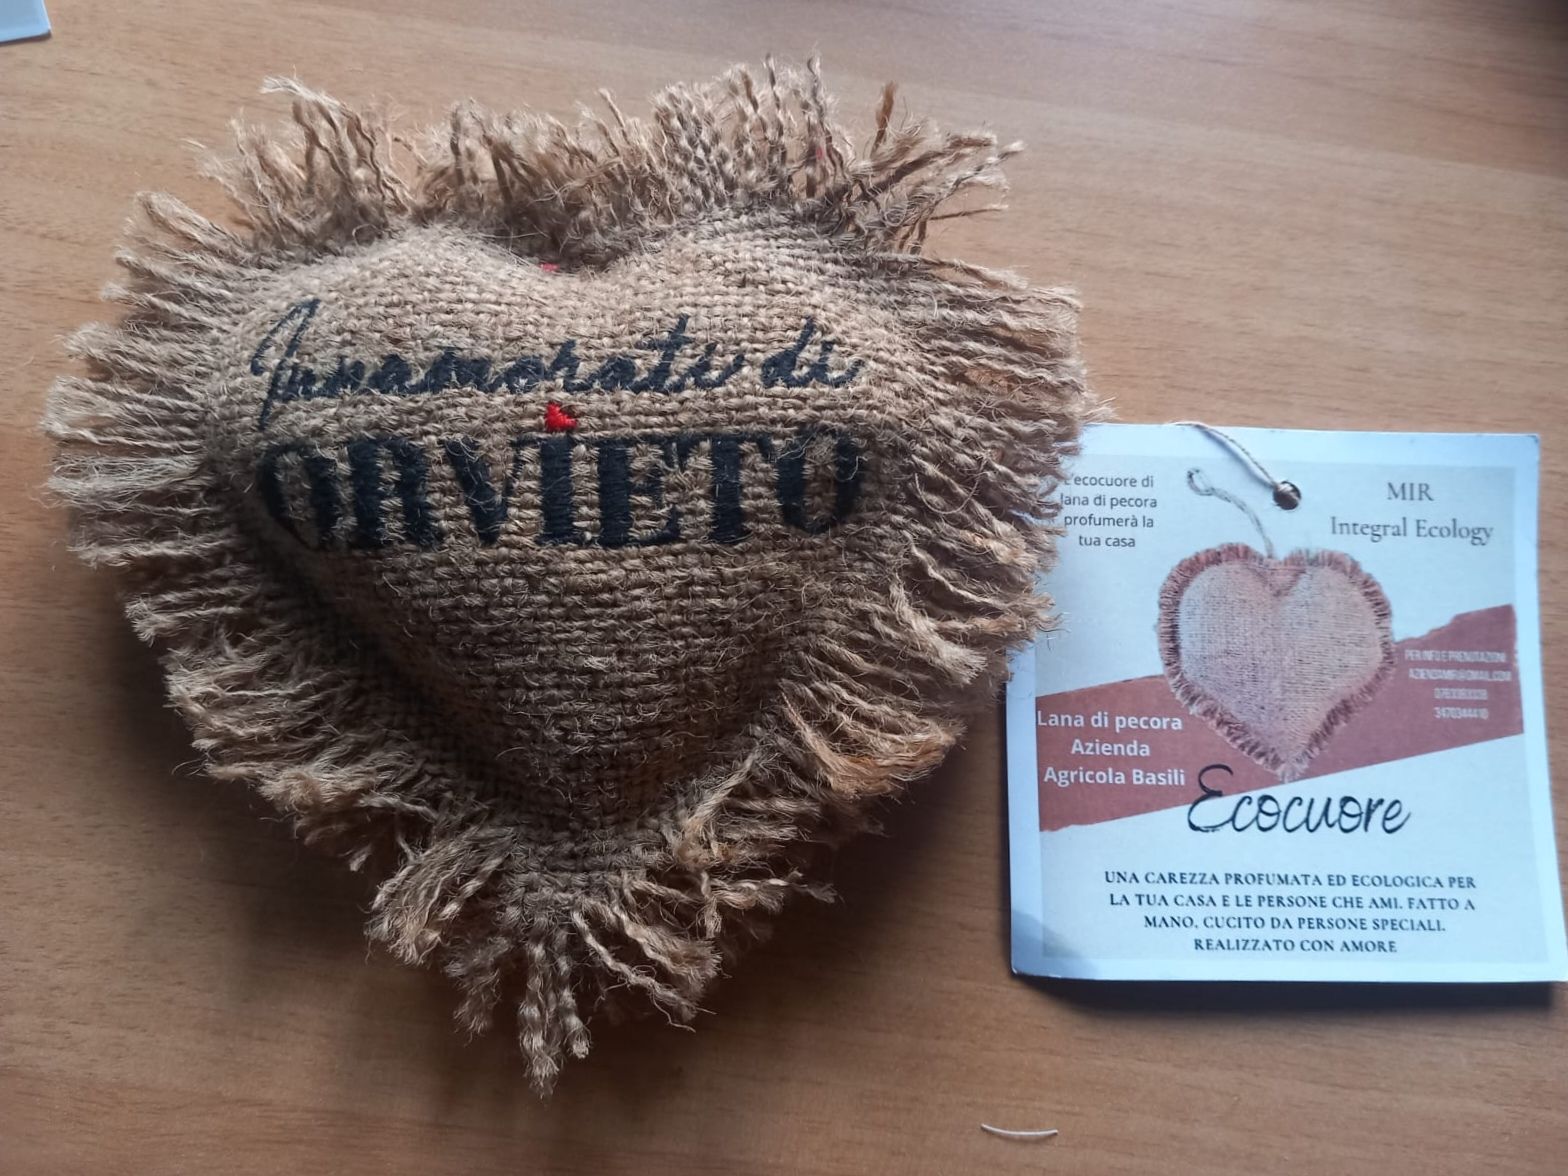 Innamorati di
ORVIETO
ecocuore di
lana di pecora
profumerà la
tua casa
MIR
Integral Ecology
Lana di pecora
Azienda
Agricola Basili
Ecocuore
UNA CAREZZA PROFUMATA ED ECOLOGICA PER
LA TUA CASA E LE PERSONE CHE AMI. FATTO A
MANO, CUCITO DA PERSONE SPECIALI.
REALIZZATO CON AMORE